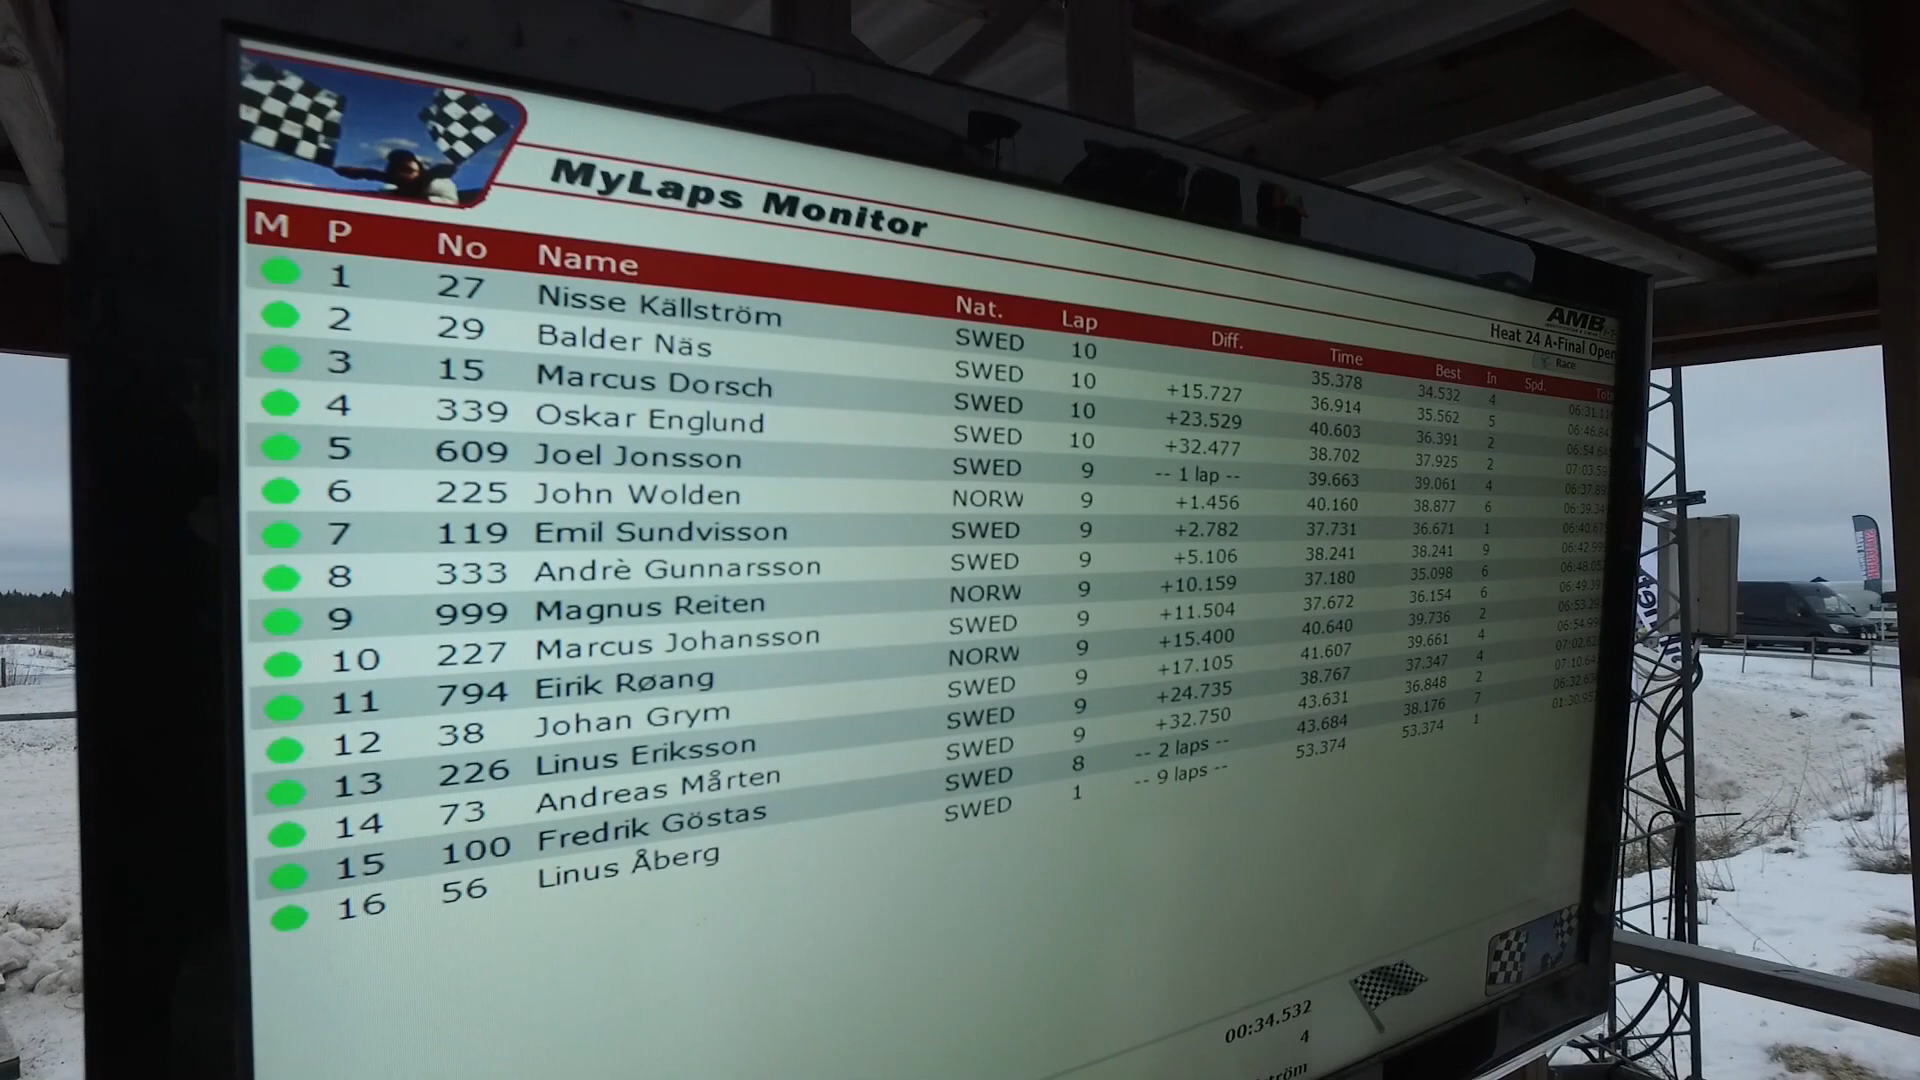 MyLaps Monitor
AMB
Heat 24 A-Final Open
Race
M P No Name Nat. Lap Diff. Time Best In Spd.
1 27 Nisse Källström SWED 10 35.378 34.532 4
2 29 Balder Näs SWED 10 +15.727 36.914 35.562 5
3 15 Marcus Dorsch SWED 10 +23.529 40.603 36.391 2
4 339 Oskar Englund SWED 10 +32.477 38.702 37.925 2
5 609 Joel Jonsson SWED 9 -- 1 lap -- 39.663 39.061 4
6 225 John Wolden NORW 9 +1.456 40.160 38.877 6
7 119 Emil Sundvisson SWED 9 +2.782 37.731 36.671 1
8 333 Andrè Gunnarsson SWED 9 +5.106 38.241 38.241 9
9 999 Magnus Reiten NORW 9 +10.159 37.180 35.098 6
10 227 Marcus Johansson SWED 9 +11.504 37.672 36.154 6
11 794 Eirik Røang NORW 9 +15.400 40.640 39.736 2
12 38 Johan Grym SWED 9 +17.105 41.607 39.661 4
13 226 Linus Eriksson SWED 9 +24.735 38.767 37.347 4
14 73 Andreas Mårten SWED 9 +32.750 43.631 36.848 2
15 100 Fredrik Göstas SWED 8 -- 2 laps -- 43.684 38.176 7
16 56 Linus Åberg SWED 1 -- 9 laps -- 53.374 53.374 1
00:34.532
4